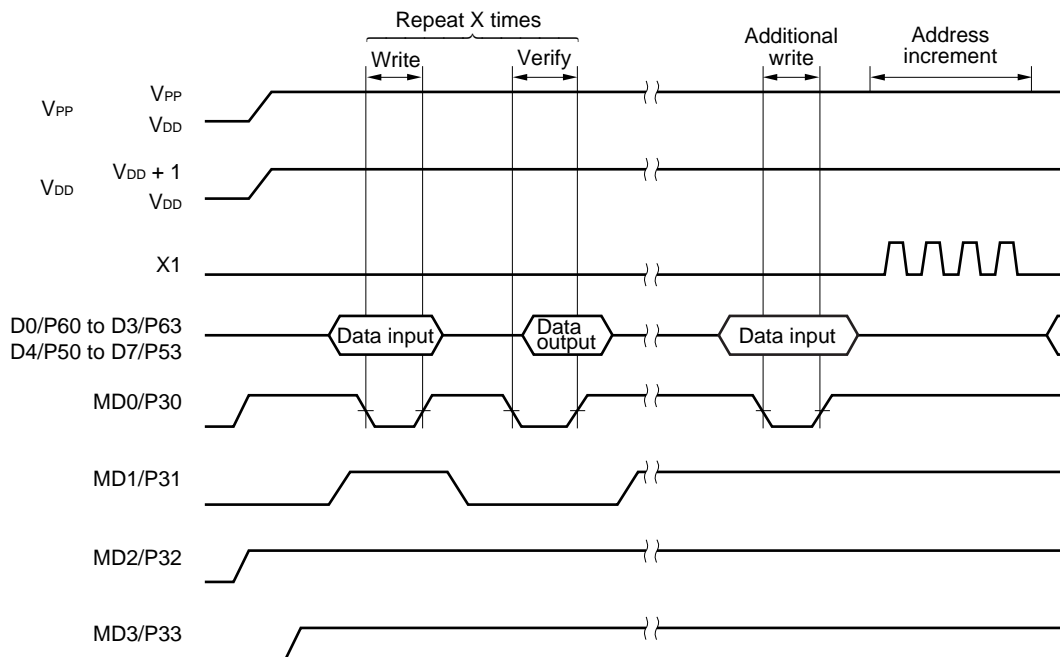 Repeat X times
Write
Verify
Additional
write
Address
increment
VPP
VPP
VDD
VDD
VDD + 1
VDD
X1
D0/P60 to D3/P63
D4/P50 to D7/P53
Data input
Data
output
Data input
MD0/P30
MD1/P31
MD2/P32
MD3/P33